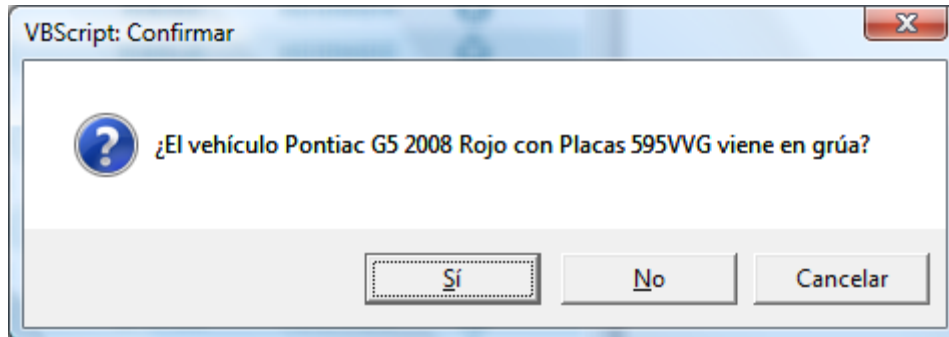 VBScript: Confirmar
¿El vehículo Pontiac G5 2008 Rojo con Placas 595VVG viene en grúa?
Sí
No
Cancelar